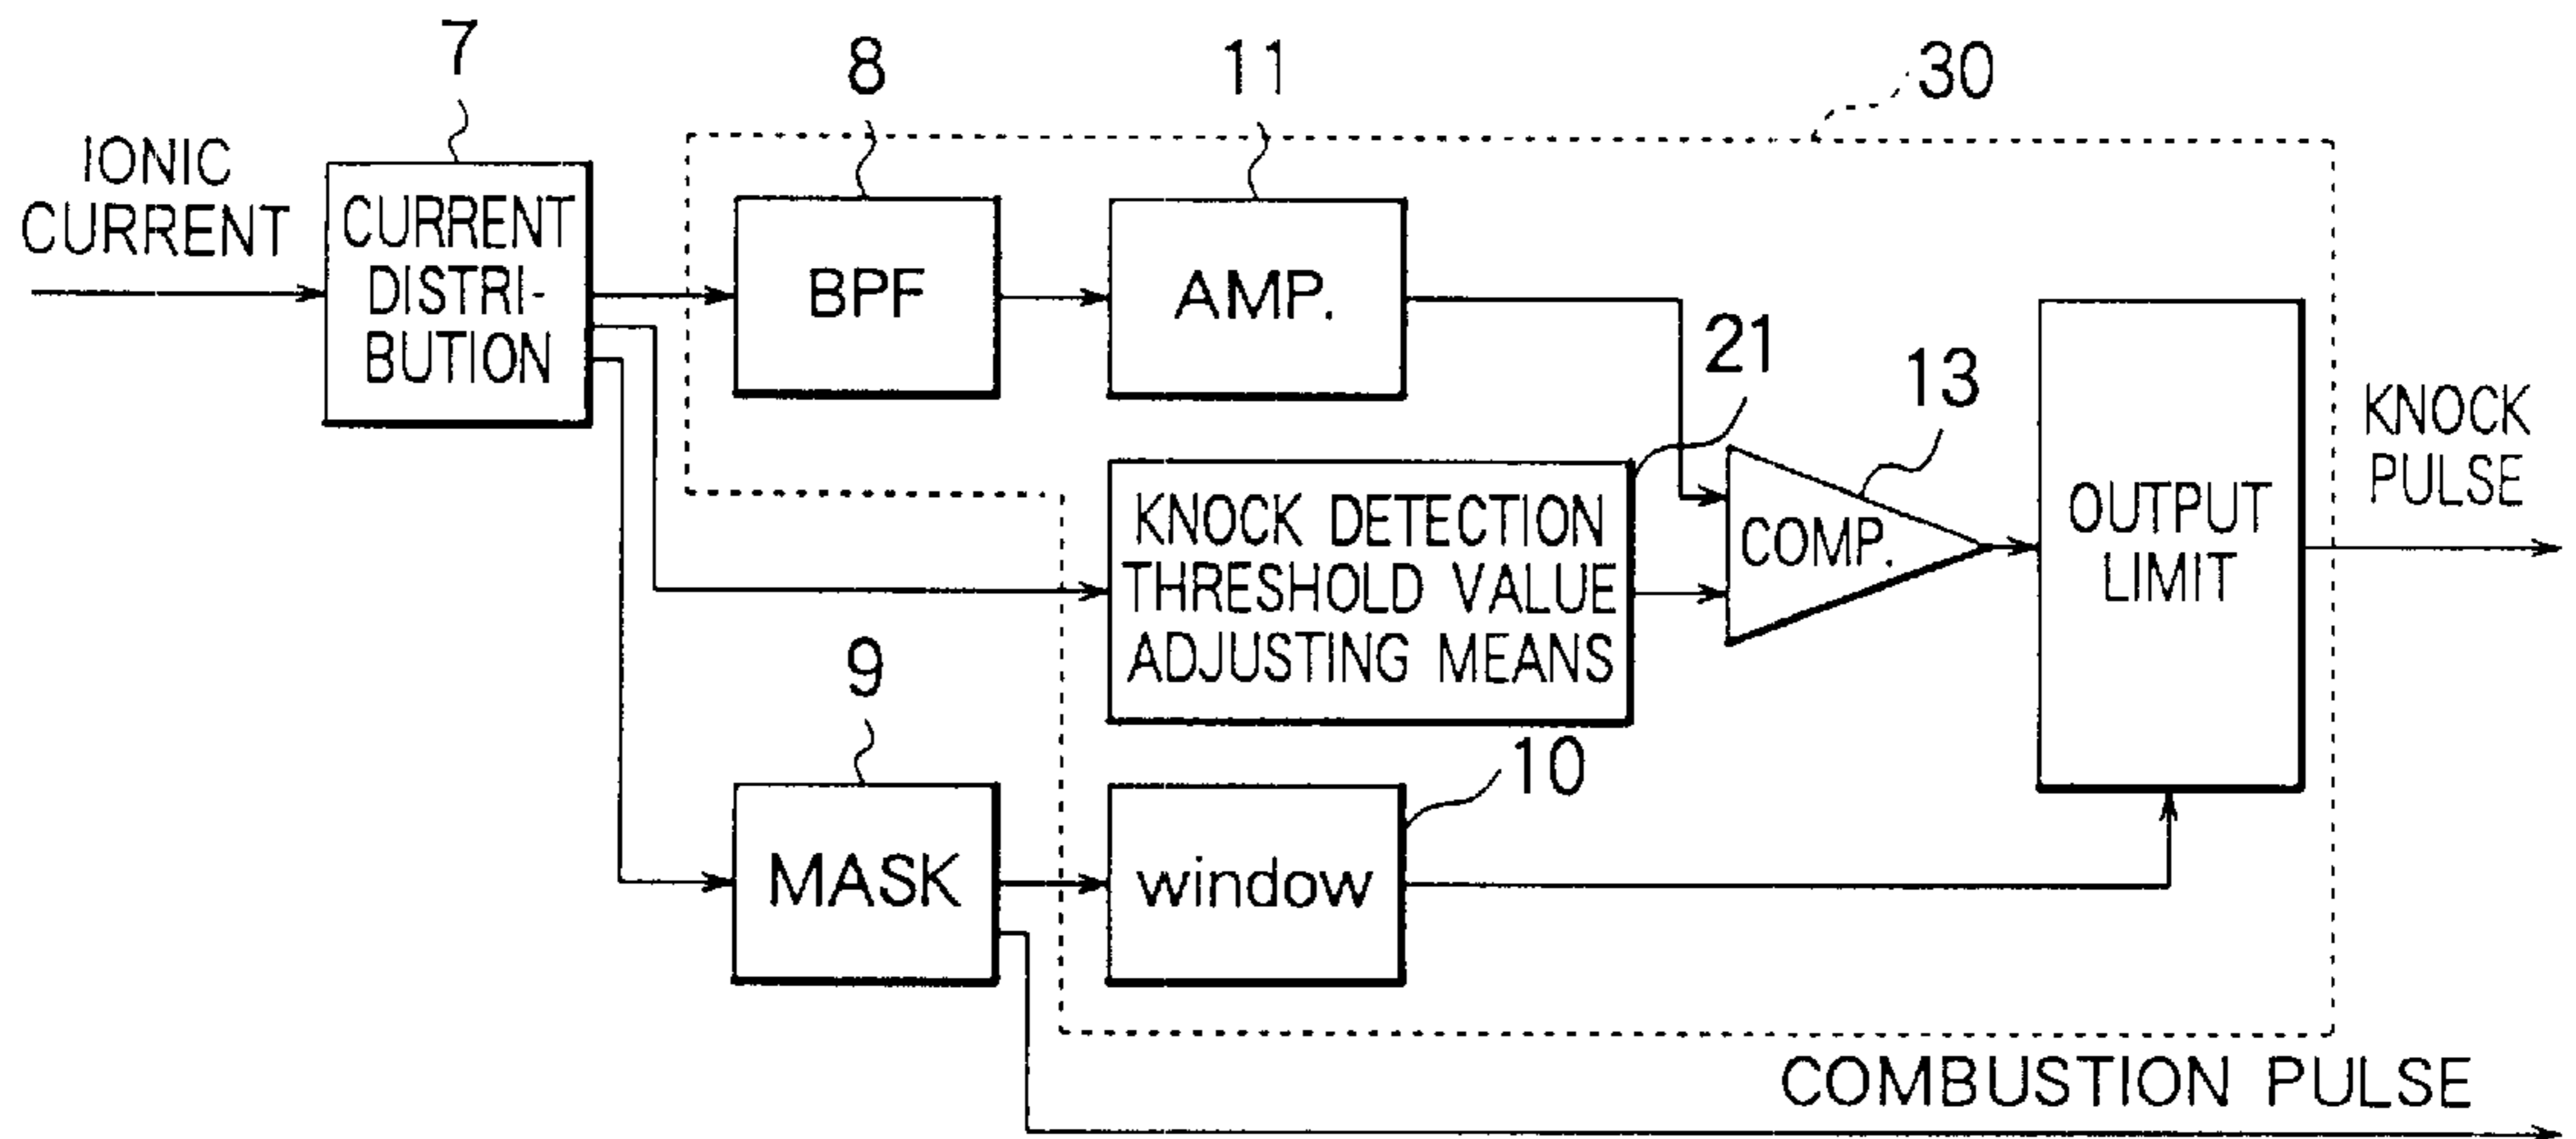 7
8
11
30
IONIC
CURRENT
CURRENT
DISTRI-
BUTION
BPF
AMP.
21
13
KNOCK DETECTION
THRESHOLD VALUE
ADJUSTING MEANS
COMP.
OUTPUT
LIMIT
KNOCK
PULSE
9
10
MASK
window
COMBUSTION PULSE